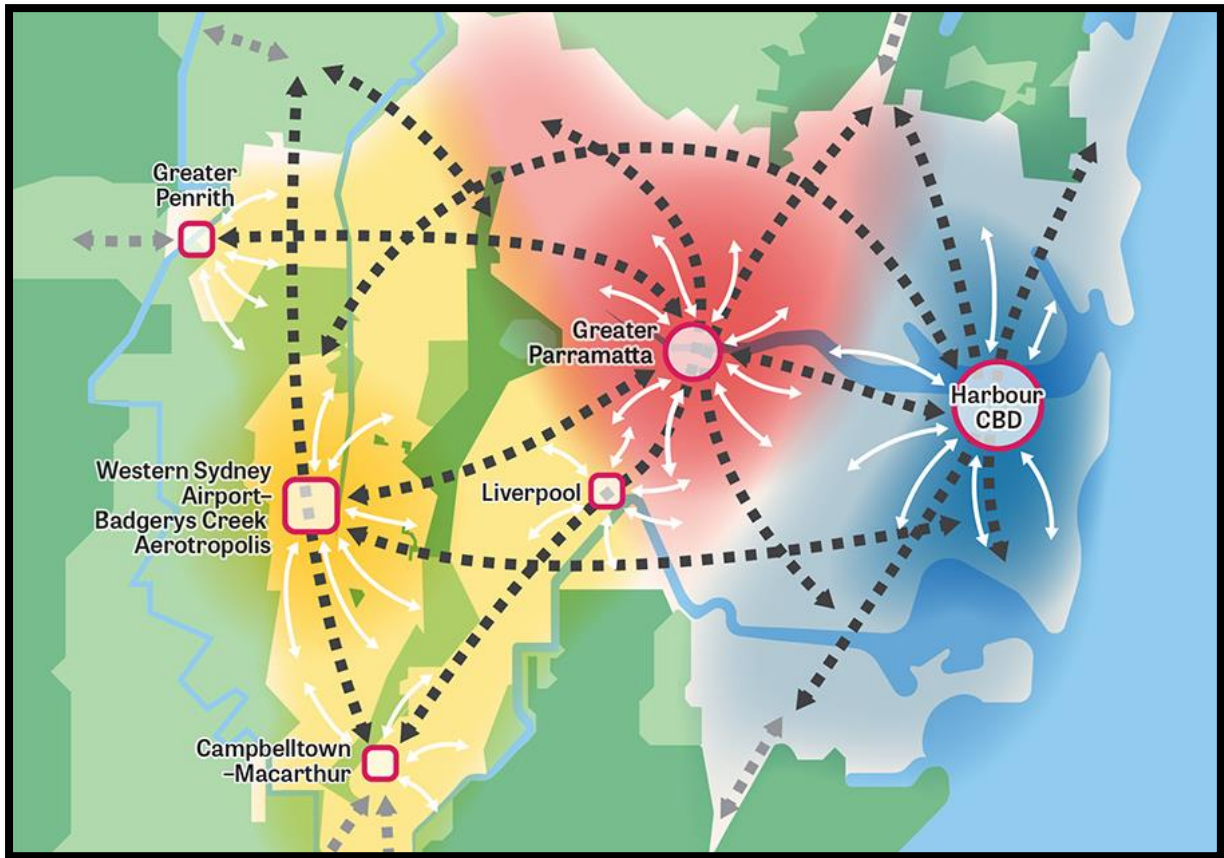 Greater
Penrith
Greater
Parramatta
Harbour
CBD
Western Sydney
Airport–
Badgerys Creek
Aerotropolis
Liverpool
Campbelltown
–Macarthur